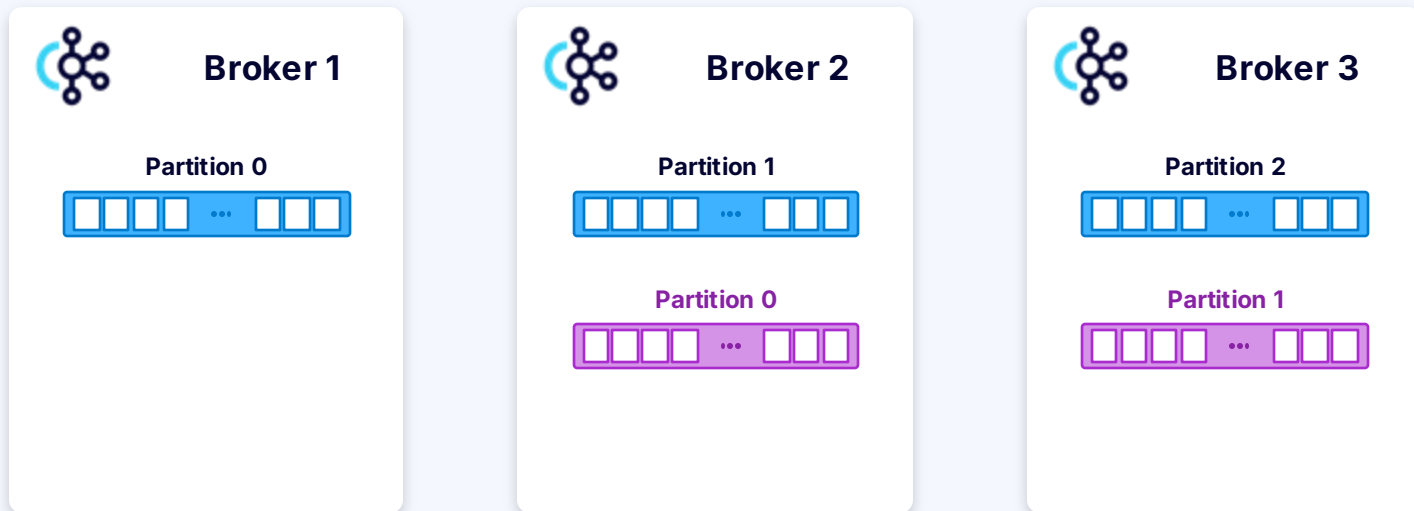 Broker 1
Partition 0
Broker 2
Partition 1
Partition 0
Broker 3
Partition 2
Partition 1